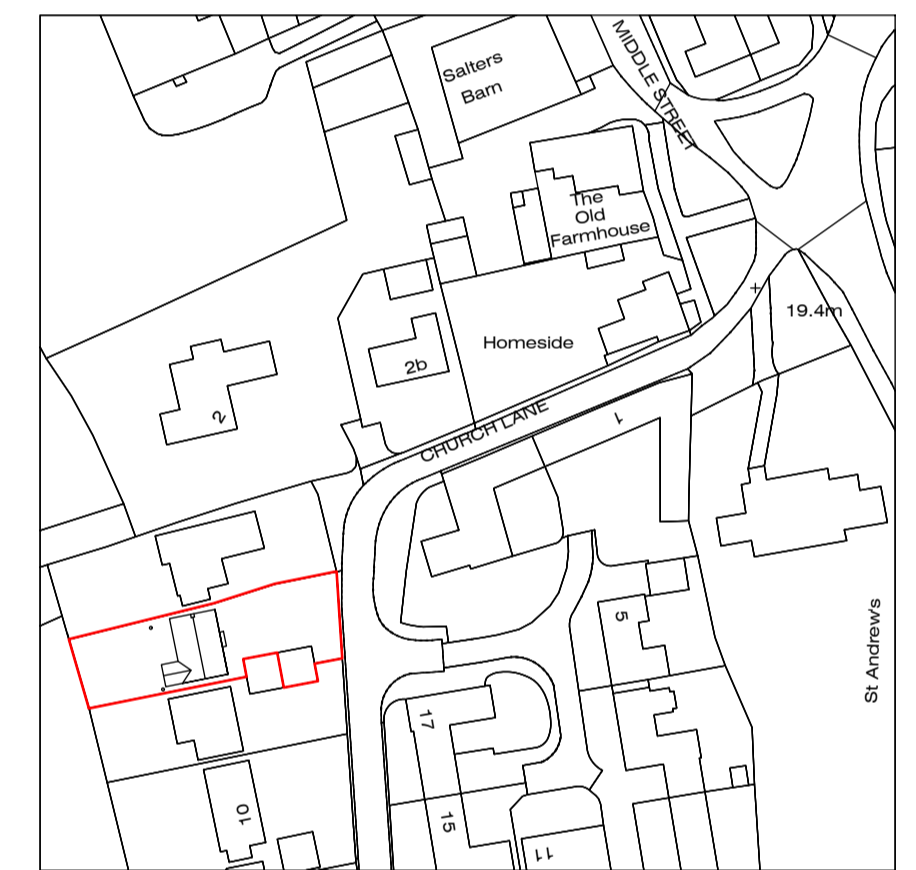 MIDDLE STREET
Salters
Barn
The
Old
Farmhouse
19.4m
Homeside
2b
2
CHURCH LANE
1
5
St Andrew's
17
10
15
11